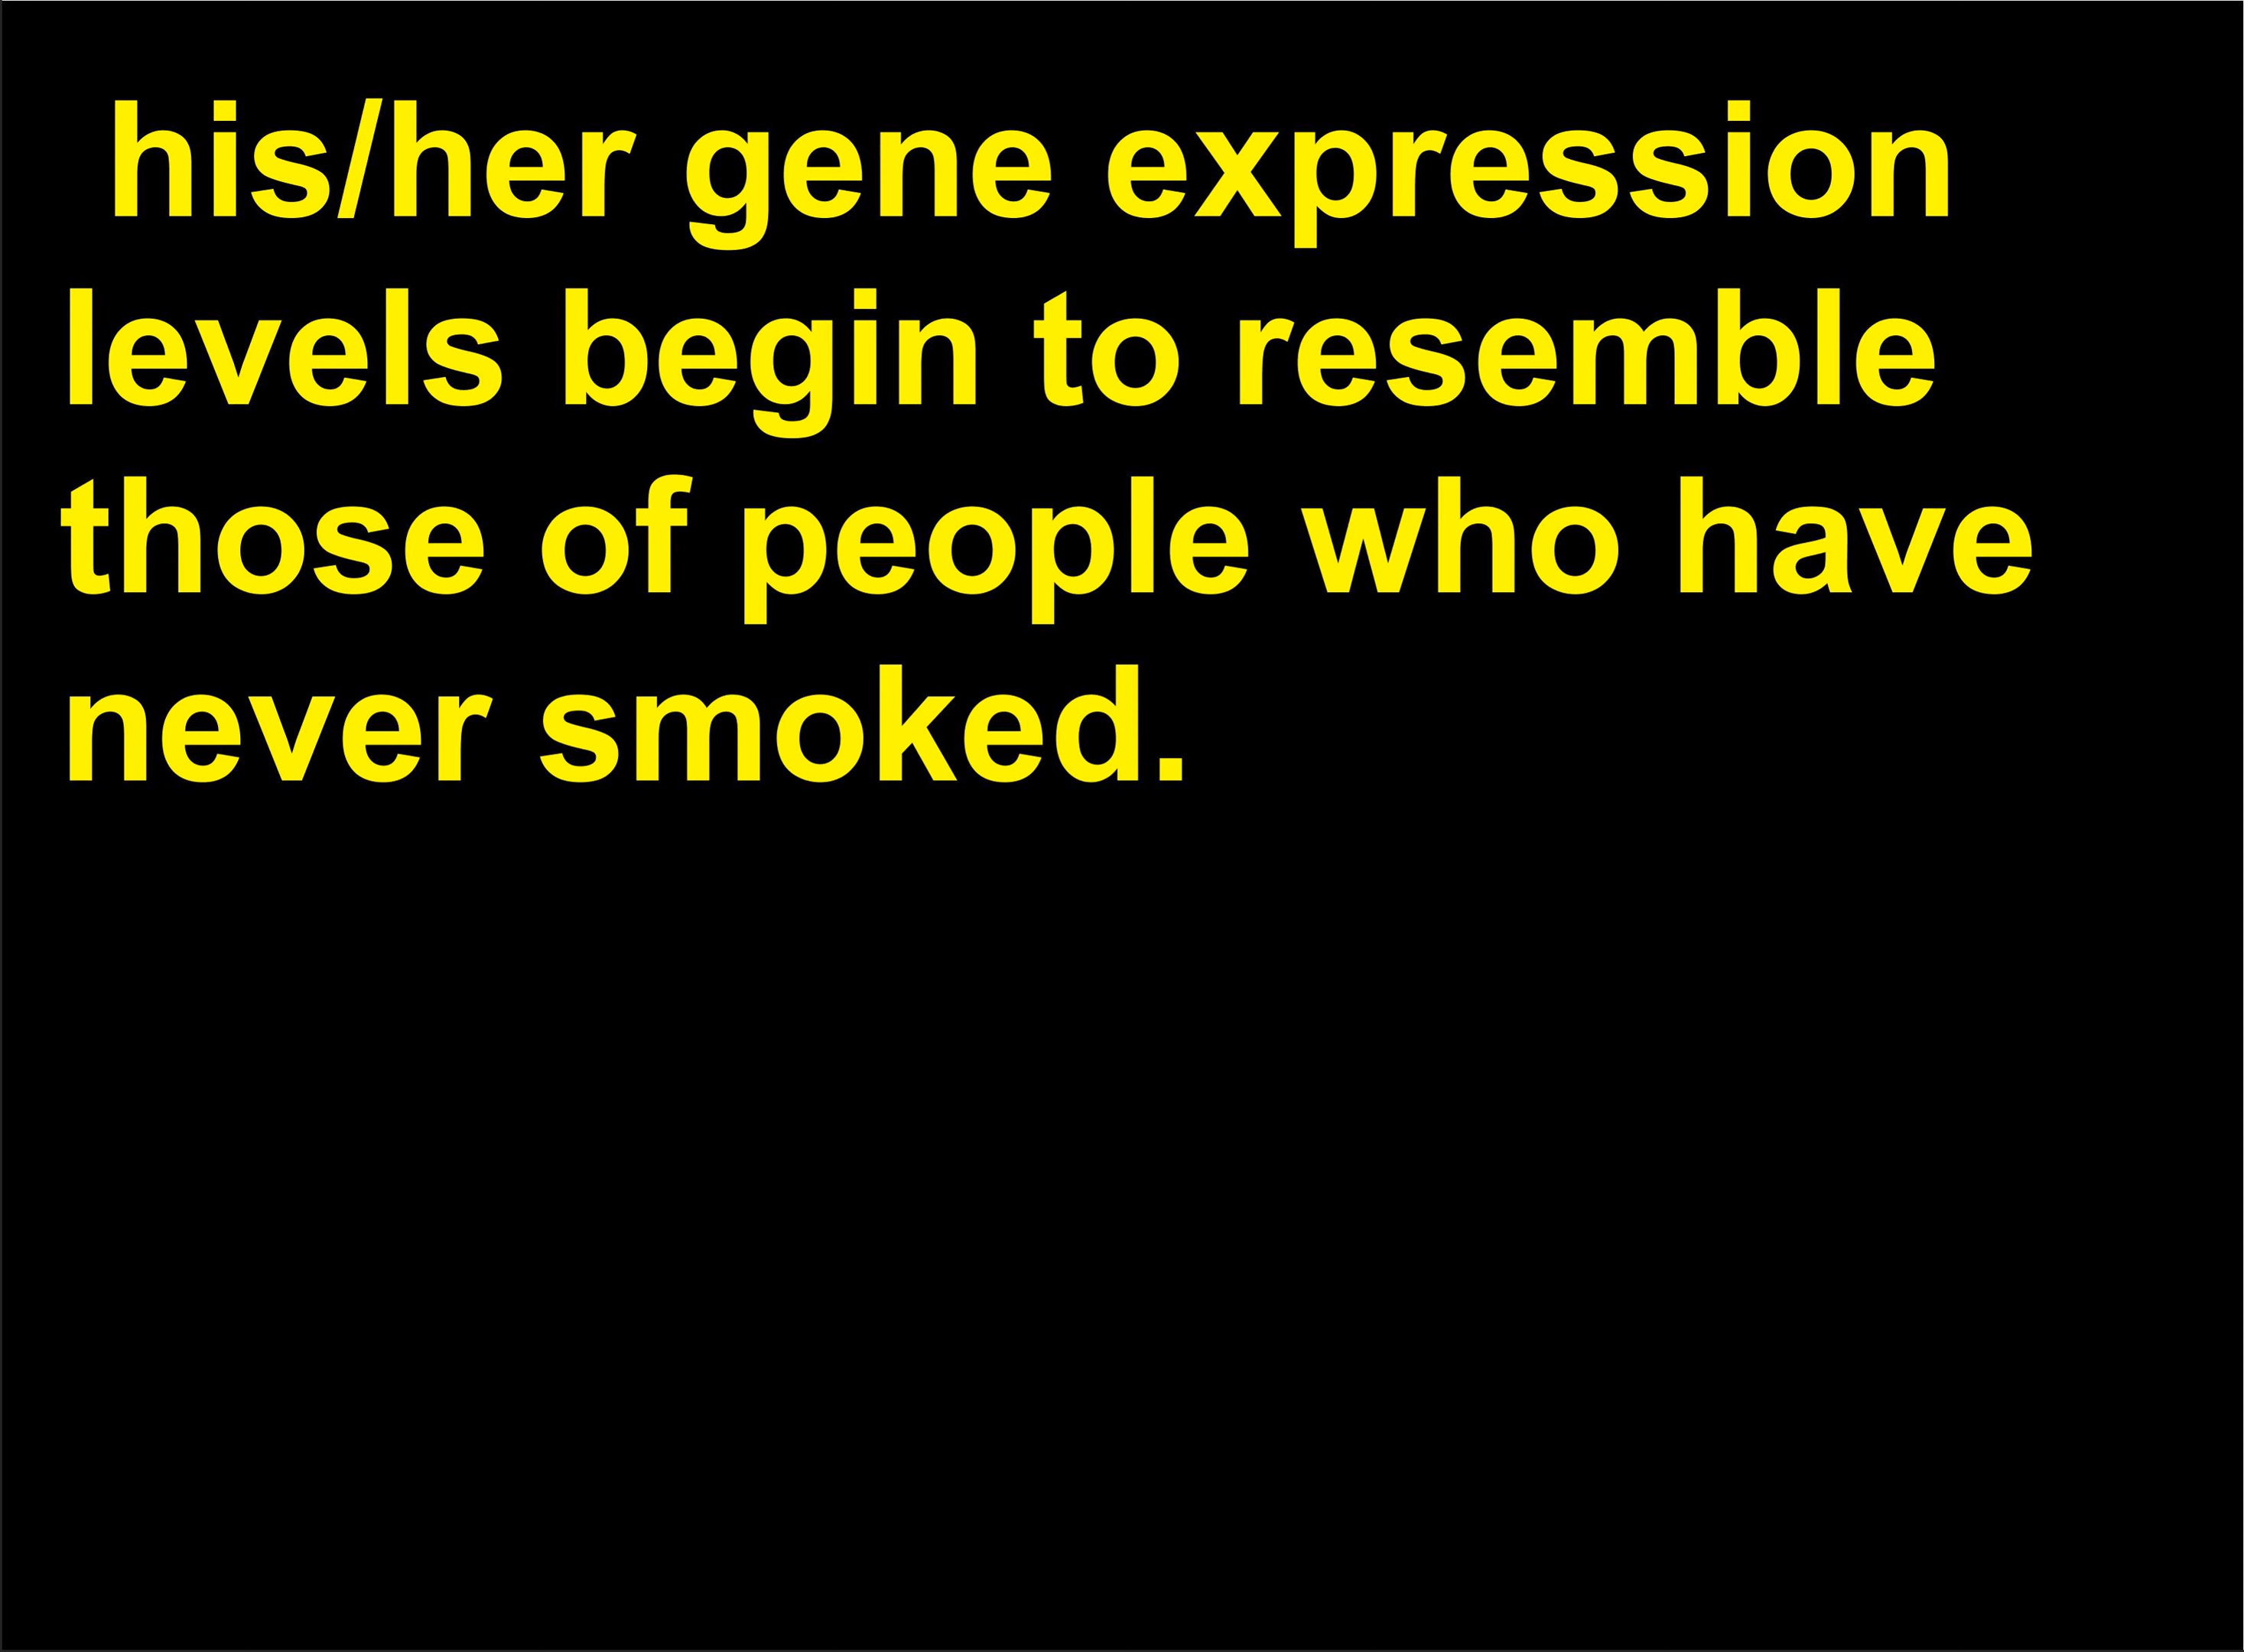 his/her gene expression
levels begin to resemble
those of people who have
never smoked.